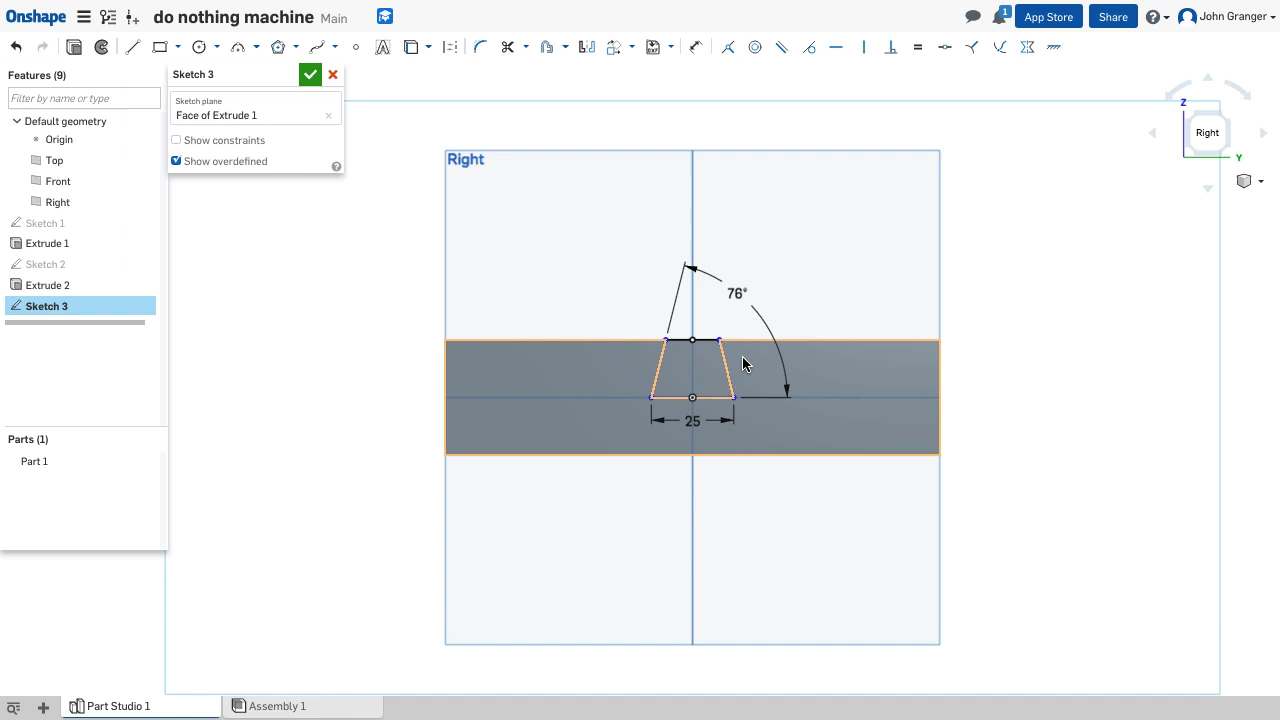 Onshape do nothing machine Main 1 App Store Share John Granger
Features (9)
Filter by name or type
Default geometry
Origin
Top
Front
Right
Sketch 1
Extrude 1
Sketch 2
Extrude 2
Sketch 3
Parts (1)
Part 1
Sketch 3
Sketch plane
Face of Extrude 1
Show constraints
Show overdefined
Right
76°
25
Z
Right
Y
Part Studio 1 Assembly 1